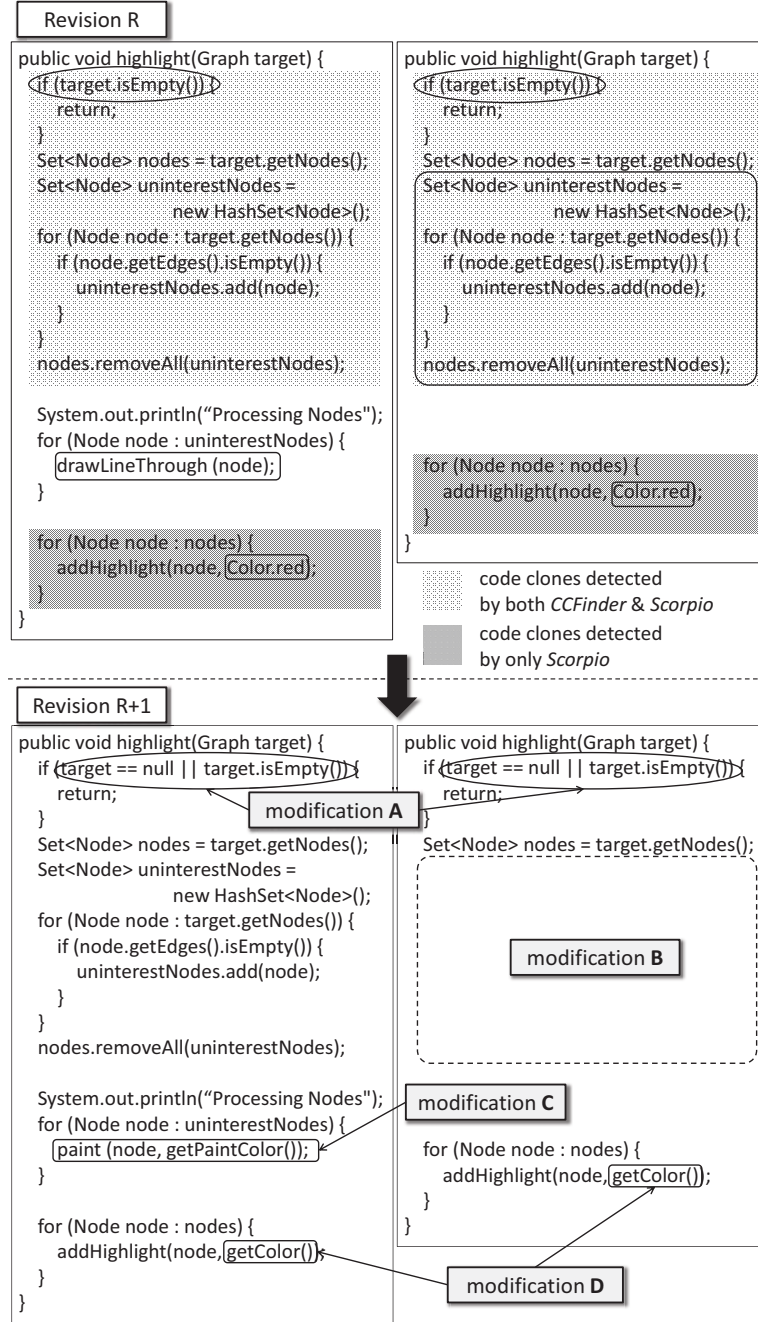 Revision R
public void highlight(Graph target) {
if (target.isEmpty()) {
return;
}
Set<Node> nodes = target.getNodes();
Set<Node> uninterestNodes =
new HashSet<Node>();
for (Node node : target.getNodes()) {
if (node.getEdges().isEmpty()) {
uninterestNodes.add(node);
}
}
nodes.removeAll(uninterestNodes);
System.out.println(“Processing Nodes");
for (Node node : uninterestNodes) {
drawLineThrough (node);
}
for (Node node : nodes) {
addHighlight(node, Color.red);
}
}
public void highlight(Graph target) {
if (target.isEmpty()) {
return;
}
Set<Node> nodes = target.getNodes();
Set<Node> uninterestNodes =
new HashSet<Node>();
for (Node node : target.getNodes()) {
if (node.getEdges().isEmpty()) {
uninterestNodes.add(node);
}
}
nodes.removeAll(uninterestNodes);
for (Node node : nodes) {
addHighlight(node, Color.red);
}
}
code clones detected
by both CCFinder & Scorpio
code clones detected
by only Scorpio
Revision R+1
public void highlight(Graph target) {
if (target == null || target.isEmpty()) {
return;
}
Set<Node> nodes = target.getNodes();
Set<Node> uninterestNodes =
new HashSet<Node>();
for (Node node : target.getNodes()) {
if (node.getEdges().isEmpty()) {
uninterestNodes.add(node);
}
}
nodes.removeAll(uninterestNodes);
System.out.println(“Processing Nodes");
for (Node node : uninterestNodes) {
paint (node, getPaintColor());
}
for (Node node : nodes) {
addHighlight(node, getColor());
}
}
public void highlight(Graph target) {
if (target == null || target.isEmpty()) {
return;
}
Set<Node> nodes = target.getNodes();
for (Node node : nodes) {
addHighlight(node, getColor());
}
}
modification A
modification B
modification C
modification D